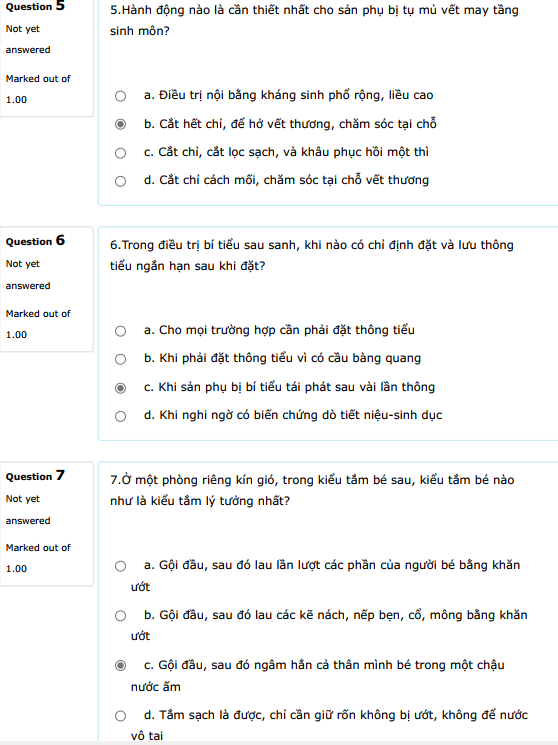 Question 5
Not yet
answered
Marked out of
1.00
5.Hành động nào là cần thiết nhất cho sản phụ bị tụ mủ vết may tầng
sinh môn?
a. Điều trị nội bằng kháng sinh phổ rộng, liều cao
b. Cắt hết chỉ, để hở vết thương, chăm sóc tại chỗ
c. Cắt chỉ, cắt lọc sạch, và khâu phục hồi một thì
d. Cắt chỉ cách mối, chăm sóc tại chỗ vết thương
Question 6
Not yet
answered
Marked out of
1.00
6.Trong điều trị bí tiểu sau sanh, khi nào có chỉ định đặt và lưu thông
tiểu ngắn hạn sau khi đặt?
a. Cho mọi trường hợp cần phải đặt thông tiểu
b. Khi phải đặt thông tiểu vì có cầu bàng quang
c. Khi sản phụ bị bí tiểu tái phát sau vài lần thông
d. Khi nghi ngờ có biến chứng dò tiết niệu-sinh dục
Question 7
Not yet
answered
Marked out of
1.00
7.Ở một phòng riêng kín gió, trong kiểu tắm bé sau, kiểu tắm bé nào
như là kiểu tắm lý tưởng nhất?
a. Gội đầu, sau đó lau lần lượt các phần của người bé bằng khăn
ướt
b. Gội đầu, sau đó lau các kẽ nách, nếp bẹn, cổ, mông bằng khăn
ướt
c. Gội đầu, sau đó ngâm hẳn cả thân mình bé trong một chậu
nước ấm
d. Tắm sạch là được, chỉ cần giữ rốn không bị ướt, không để nước
vô tai